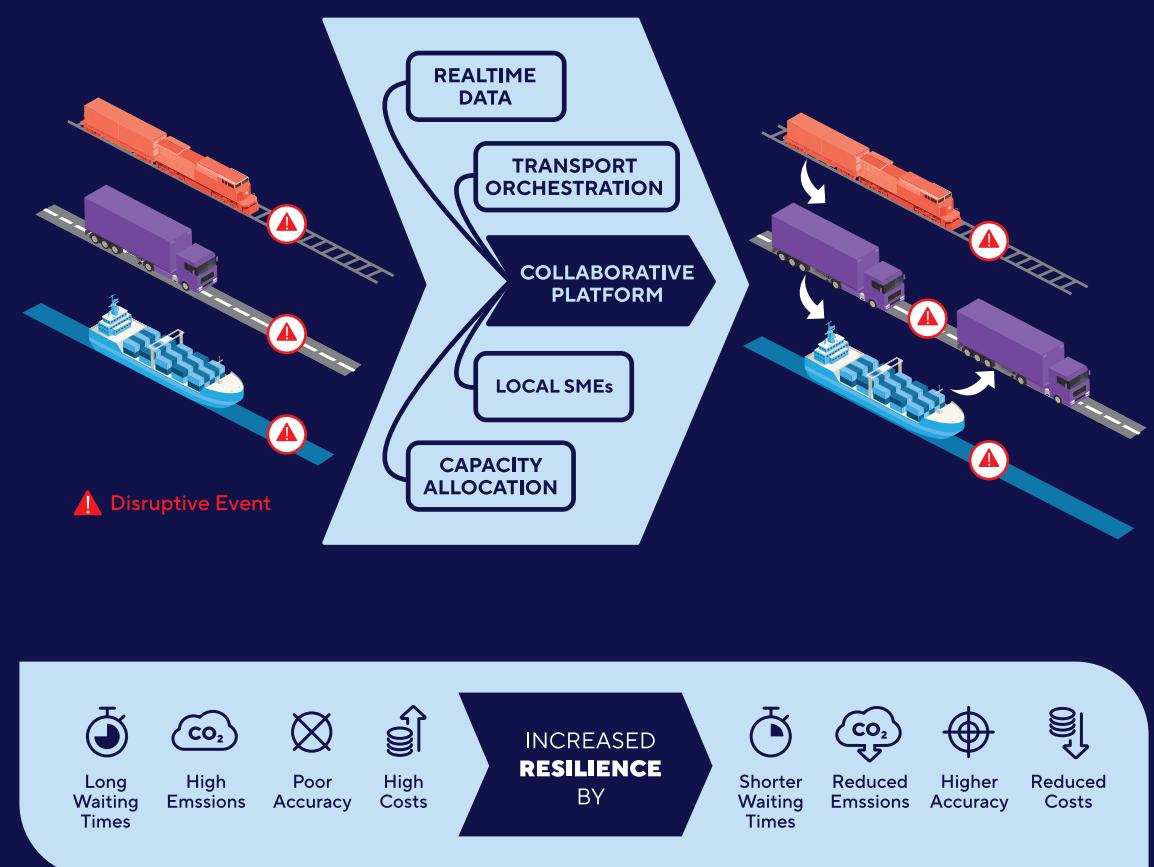 REALTIME
DATA
TRANSPORT
ORCHESTRATION
COLLABORATIVE
PLATFORM
LOCAL SMEs
CAPACITY
ALLOCATION
Disruptive Event
Long
Waiting
Times
CO₂
High
Emssions
Poor
Accuracy
High
Costs
INCREASED
RESILIENCE
BY
Shorter
Waiting
Times
CO₂
Reduced
Emssions
Higher
Accuracy
Reduced
Costs